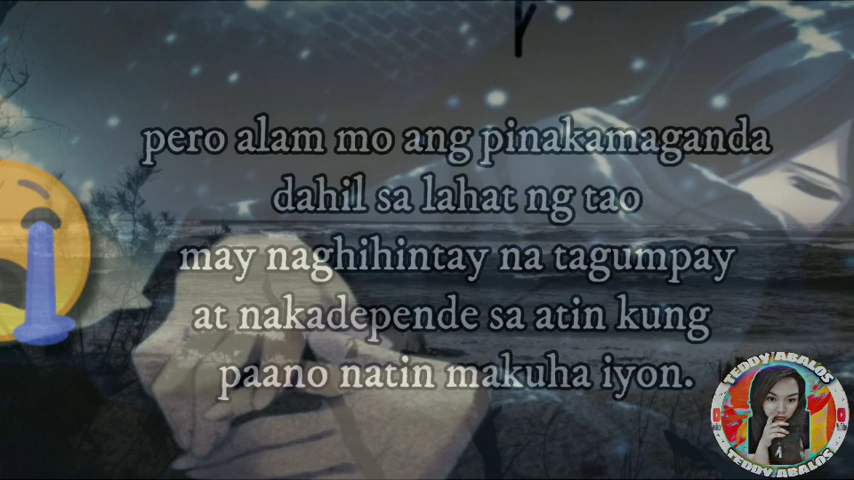 pero alam mo ang pinakamaganda
dahil sa lahat ng tao
may naghihintay na tagumpay
at nakadepende sa atin kung
paano natin makuha iyon.
TEDDY ABALOS
TEDDY ABALOS